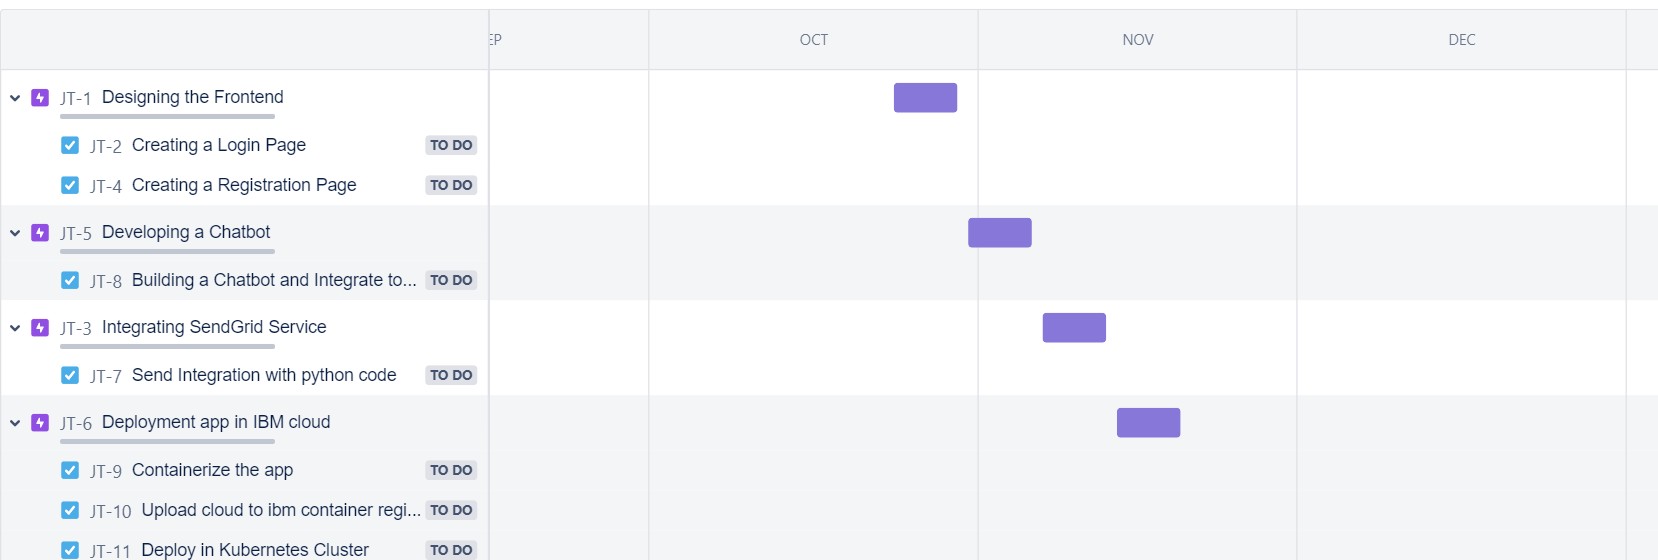 EP OCT NOV DEC
JT-1 Designing the Frontend
JT-2 Creating a Login Page TO DO
JT-4 Creating a Registration Page TO DO
JT-5 Developing a Chatbot
JT-8 Building a Chatbot and Integrate to... TO DO
JT-3 Integrating SendGrid Service
JT-7 Send Integration with python code TO DO
JT-6 Deployment app in IBM cloud
JT-9 Containerize the app TO DO
JT-10 Upload cloud to ibm container regi... TO DO
JT-11 Deploy in Kubernetes Cluster TO DO